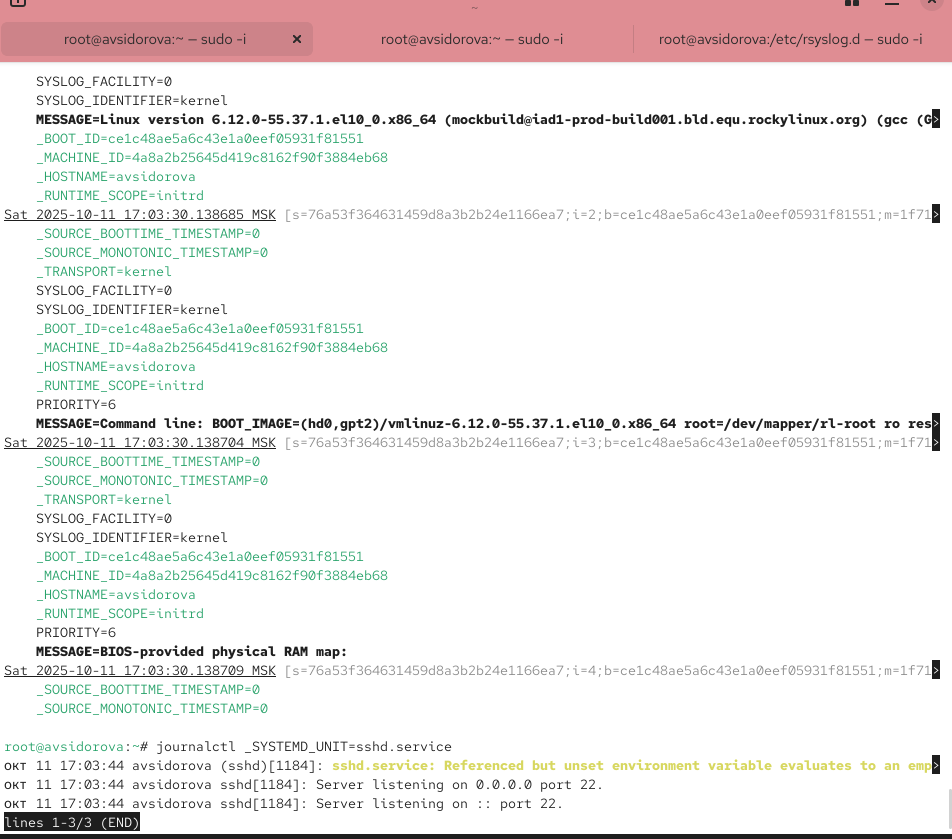 ~
root@avsidorova:~ — sudo -i × root@avsidorova:~ — sudo -i root@avsidorova:/etc/rsyslog.d — sudo -i
SYSLOG_FACILITY=0
SYSLOG_IDENTIFIER=kernel
MESSAGE=Linux version 6.12.0-55.37.1.el10_0.x86_64 (mockbuild@iad1-prod-build001.bld.equ.rockylinux.org) (gcc (G>
_BOOT_ID=ce1c48ae5a6c43e1a0eef05931f81551
_MACHINE_ID=4a8a2b25645d419c8162f90f3884eb68
_HOSTNAME=avsidorova
_RUNTIME_SCOPE=initrd
Sat 2025-10-11 17:03:30.138685 MSK [s=76a53f364631459d8a3b2b24e1166ea7;i=2;b=ce1c48ae5a6c43e1a0eef05931f81551;m=1f71>
_SOURCE_BOOTTIME_TIMESTAMP=0
_SOURCE_MONOTONIC_TIMESTAMP=0
_TRANSPORT=kernel
SYSLOG_FACILITY=0
SYSLOG_IDENTIFIER=kernel
_BOOT_ID=ce1c48ae5a6c43e1a0eef05931f81551
_MACHINE_ID=4a8a2b25645d419c8162f90f3884eb68
_HOSTNAME=avsidorova
_RUNTIME_SCOPE=initrd
PRIORITY=6
MESSAGE=Command line: BOOT_IMAGE=(hd0,gpt2)/vmlinuz-6.12.0-55.37.1.el10_0.x86_64 root=/dev/mapper/rl-root ro res>
Sat 2025-10-11 17:03:30.138704 MSK [s=76a53f364631459d8a3b2b24e1166ea7;i=3;b=ce1c48ae5a6c43e1a0eef05931f81551;m=1f71>
_SOURCE_BOOTTIME_TIMESTAMP=0
_SOURCE_MONOTONIC_TIMESTAMP=0
_TRANSPORT=kernel
SYSLOG_FACILITY=0
SYSLOG_IDENTIFIER=kernel
_BOOT_ID=ce1c48ae5a6c43e1a0eef05931f81551
_MACHINE_ID=4a8a2b25645d419c8162f90f3884eb68
_HOSTNAME=avsidorova
_RUNTIME_SCOPE=initrd
PRIORITY=6
MESSAGE=BIOS-provided physical RAM map:
Sat 2025-10-11 17:03:30.138709 MSK [s=76a53f364631459d8a3b2b24e1166ea7;i=4;b=ce1c48ae5a6c43e1a0eef05931f81551;m=1f71>
_SOURCE_BOOTTIME_TIMESTAMP=0
_SOURCE_MONOTONIC_TIMESTAMP=0
root@avsidorova:~# journalctl _SYSTEMD_UNIT=sshd.service
окт 11 17:03:44 avsidorova (sshd)[1184]: sshd.service: Referenced but unset environment variable evaluates to an emp>
окт 11 17:03:44 avsidorova sshd[1184]: Server listening on 0.0.0.0 port 22.
окт 11 17:03:44 avsidorova sshd[1184]: Server listening on :: port 22.
lines 1-3/3 (END)